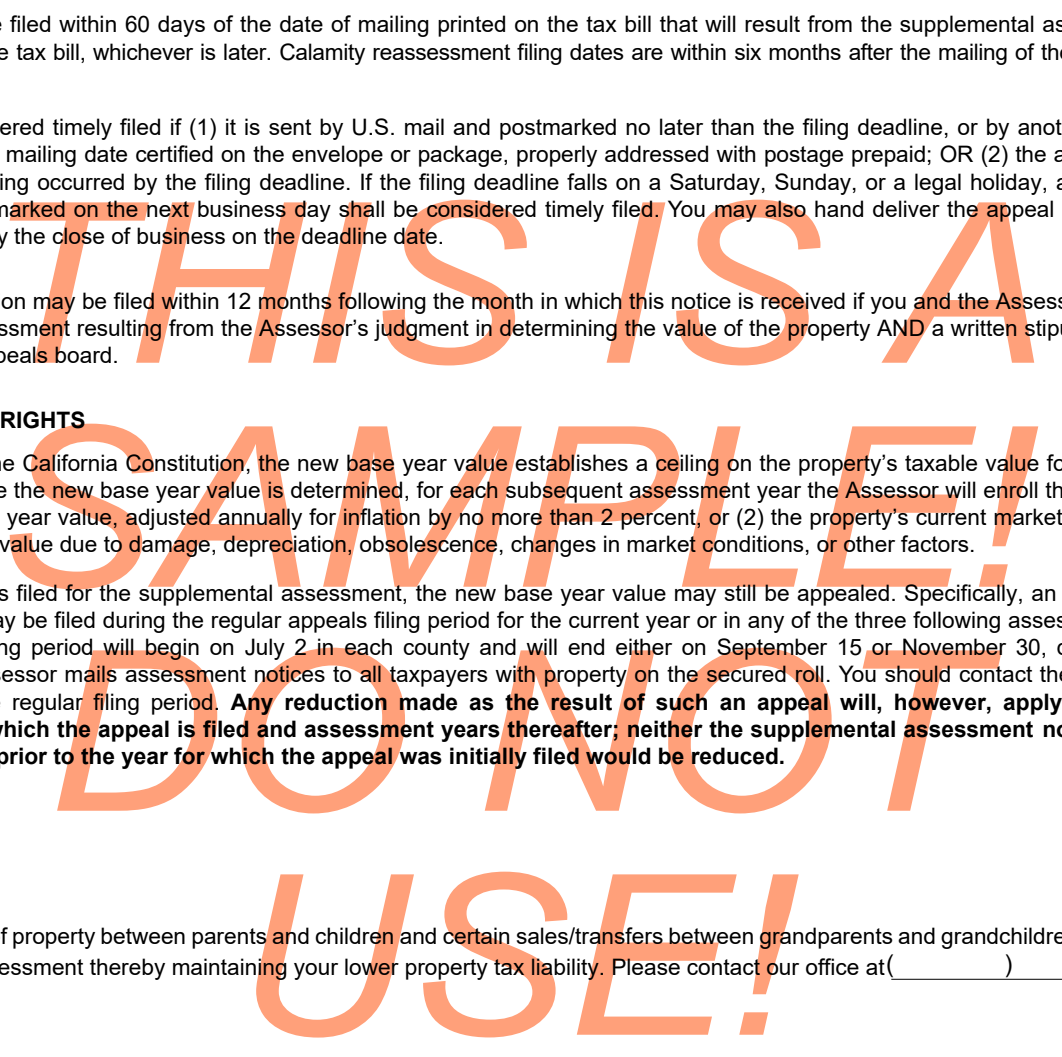 filed within 60 days of the date of mailing printed on the tax bill that will result from the supplemental as
tax bill, whichever is later. Calamity reassessment filing dates are within six months after the mailing of the
ered timely filed if (1) it is sent by U.S. mail and postmarked no later than the filing deadline, or by anot
mailing date certified on the envelope or package, properly addressed with postage prepaid; OR (2) the a
ing occurred by the filing deadline. If the filing deadline falls on a Saturday, Sunday, or a legal holiday, a
marked on the next business day shall be considered timely filed. You may also hand deliver the appeal
y the close of business on the deadline date.
THIS IS A
on may be filed within 12 months following the month in which this notice is received if you and the Assess
ssment resulting from the Assessor’s judgment in determining the value of the property AND a written stipu
peals board.
RIGHTS
e California Constitution, the new base year value establishes a ceiling on the property’s taxable value fo
e the new base year value is determined, for each subsequent assessment year the Assessor will enroll th
year value, adjusted annually for inflation by no more than 2 percent, or (2) the property’s current market
value due to damage, depreciation, obsolescence, changes in market conditions, or other factors.
SAMPLE!
s filed for the supplemental assessment, the new base year value may still be appealed. Specifically, an
ay be filed during the regular appeals filing period for the current year or in any of the three following asses
ng period will begin on July 2 in each county and will end either on September 15 or November 30, d
sessor mails assessment notices to all taxpayers with property on the secured roll. You should contact the
regular filing period. Any reduction made as the result of such an appeal will, however, apply
which the appeal is filed and assessment years thereafter; neither the supplemental assessment no
prior to the year for which the appeal was initially filed would be reduced.
DO NOT
USE!
f property between parents and children and certain sales/transfers between grandparents and grandchildre
essment thereby maintaining your lower property tax liability. Please contact our office at( )